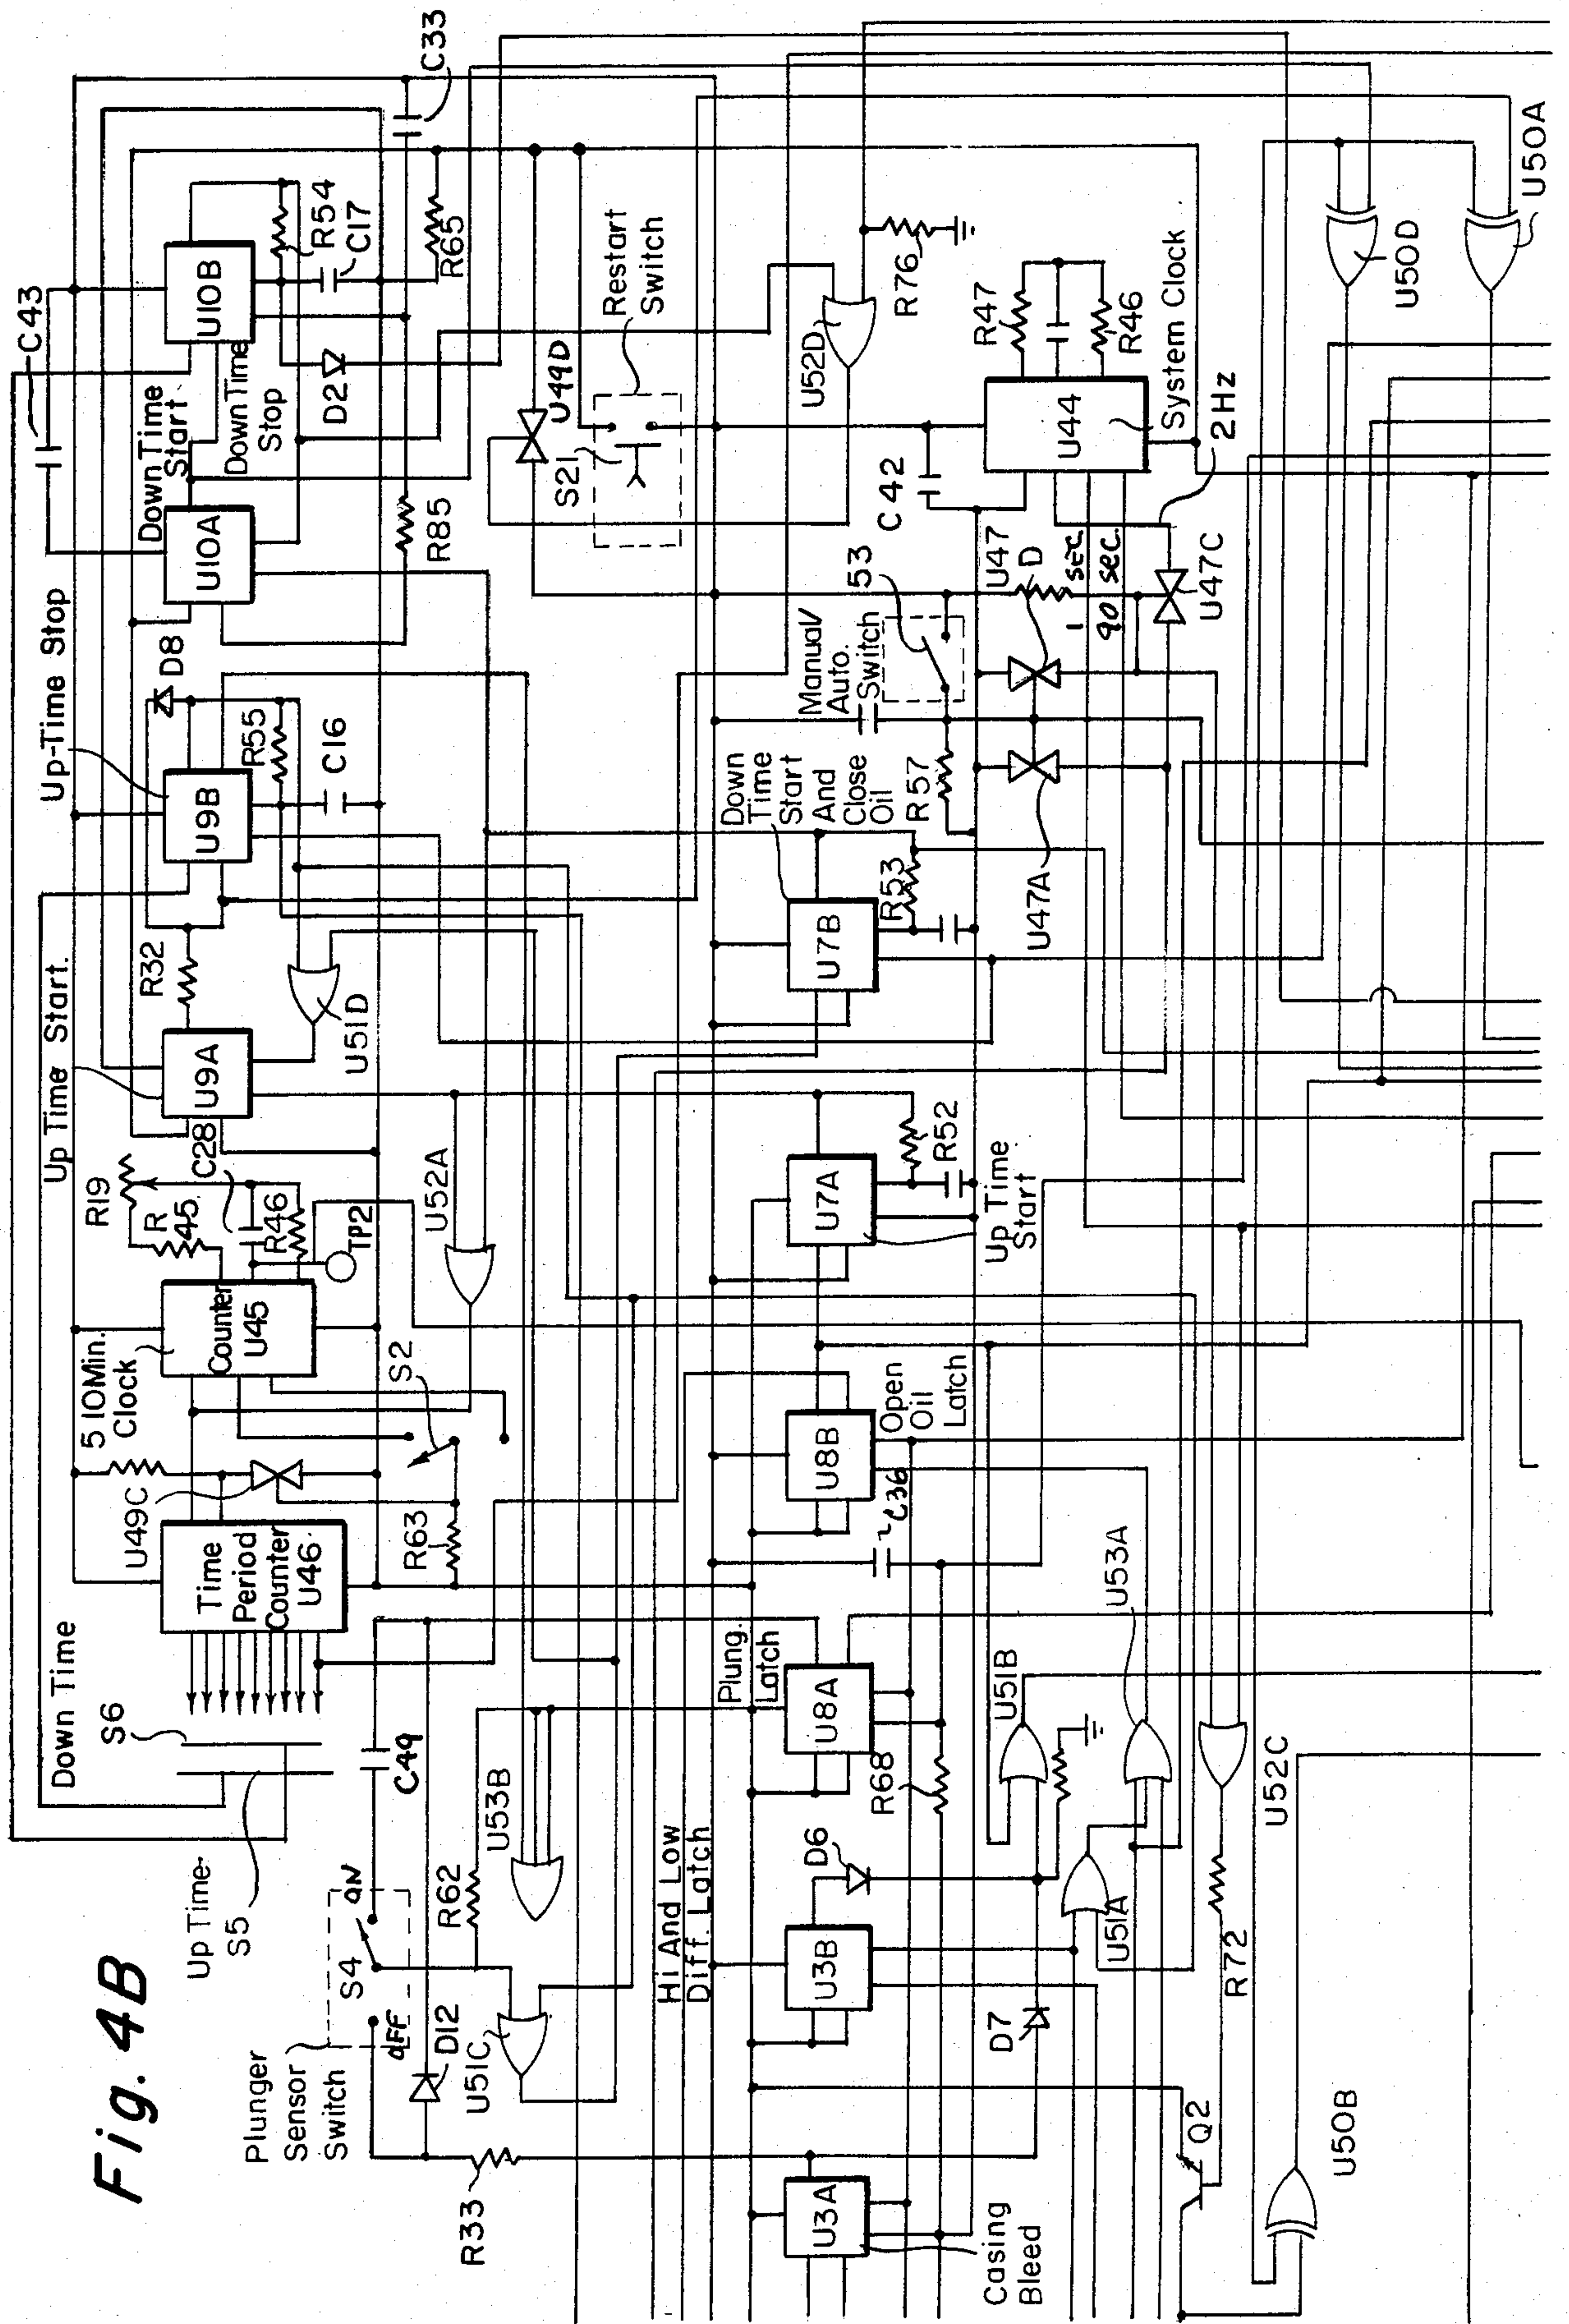 Fig. 4B
C43
C33
Up-Time Stop
Down Time
Start
Down Time
Stop
U10B
R54
C17
R65
D2
U10A
R85
D8
R55
C16
U9B
Up Time Start.
R32
U51D
U9A
C28
R19
R
45
R46
TP2
U52A
5 10Min.
Clock
Counter
U45
S2
U49C
R63
Time
Period
Counter
U46
Down Time
S6
Up Time-
S5
C49
ON
S4
OFF
Plunger
Sensor
Switch
D12
R62
U53B
U51C
R33
U49D
S21
Restart
Switch
U52D
R76
R47
R46
U44
System Clock
2Hz
C42
U47
D
1 sec.
90 sec.
U47C
53
Manual
Auto.
Switch
Down
Time
Start
And
Close
Oil
R57
R53
U7B
U47A
U7A
R52
Up Time
Start
U8B
Open
Oil
Latch
C36
Plung.
Latch
U8A
R68
U51B
U53A
Hi And Low
Diff. Latch
D6
U3B
U51A
D7
U52C
R72
Q2
U3A
Casing
Bleed
U50B
U50D
U50A